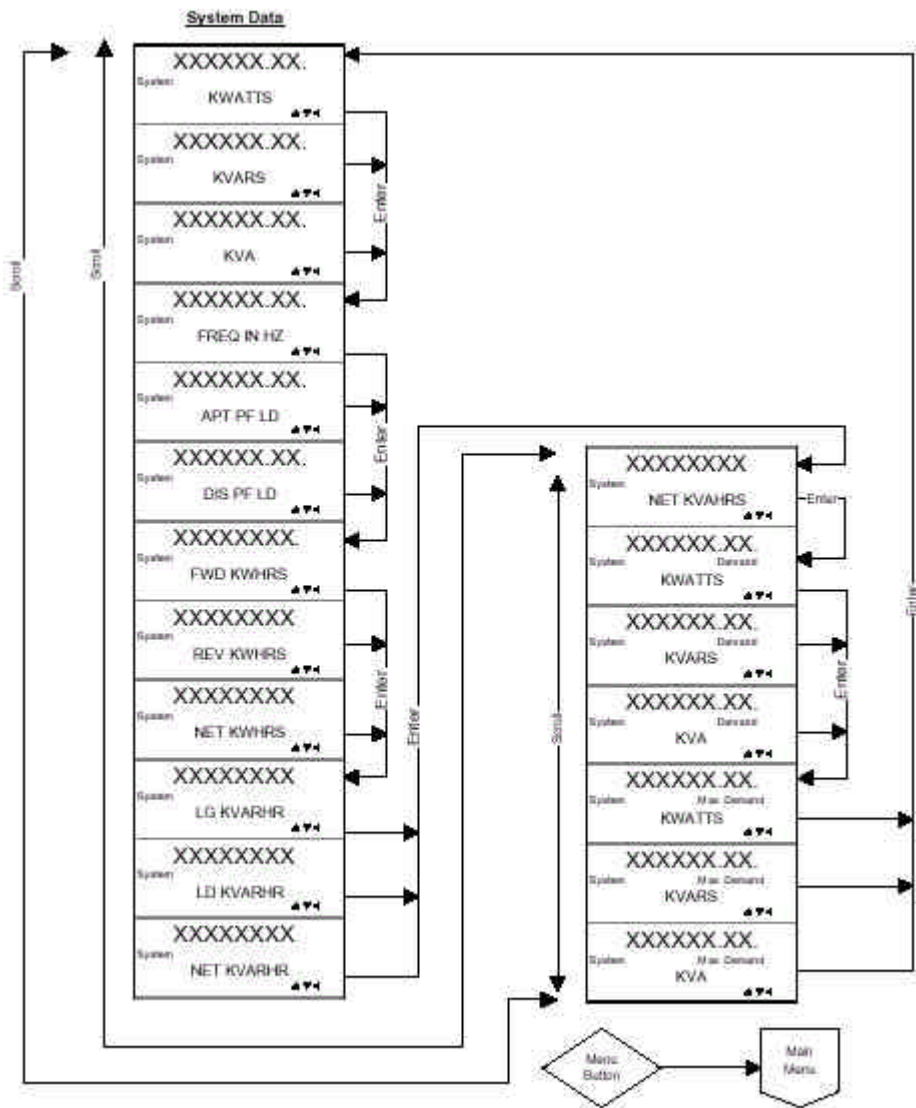 System Data
XXXXXX.XX.
System
KWATTS
XXXXXX.XX.
System
KVARS
XXXXXX.XX.
System
KVA
XXXXXX.XX.
System
FREQ IN HZ
XXXXXX.XX.
System
APT PF LD
XXXXXX.XX.
System
DIS PF LD
XXXXXXXX.
System
FWD KWHRS
XXXXXXXX
System
REV KWHRS
XXXXXXXX
System
NET KWHRS
XXXXXXXX
System
LG KVARHR
XXXXXXXX
System
LD KVARHR
XXXXXXXX
System
NET KVARHR
Scroll
Scroll
Enter
Enter
Enter
Enter
XXXXXXXX
System
NET KVAHRS
Enter
XXXXXX.XX.
System Demand
KWATTS
XXXXXX.XX.
System Demand
KVARS
XXXXXX.XX.
System Demand
KVA
XXXXXX.XX.
System Max Demand
KWATTS
XXXXXX.XX.
System Max Demand
KVARS
XXXXXX.XX.
System Max Demand
KVA
Scroll
Enter
Enter
Menu
Button
Main
Menu